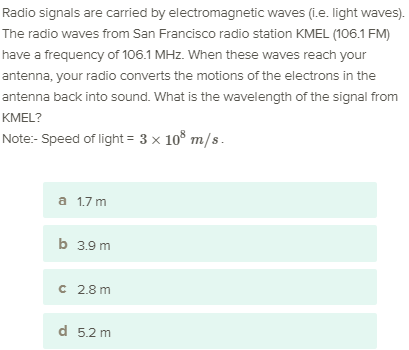 Radio signals are carried by electromagnetic waves (i.e. light waves).
The radio waves from San Francisco radio station KMEL (106.1 FM)
have a frequency of 106.1 MHz. When these waves reach your
antenna, your radio converts the motions of the electrons in the
antenna back into sound. What is the wavelength of the signal from
KMEL?
Note:- Speed of light = 3 × 10⁸ m/s.
a 1.7 m
b 3.9 m
c 2.8 m
d 5.2 m